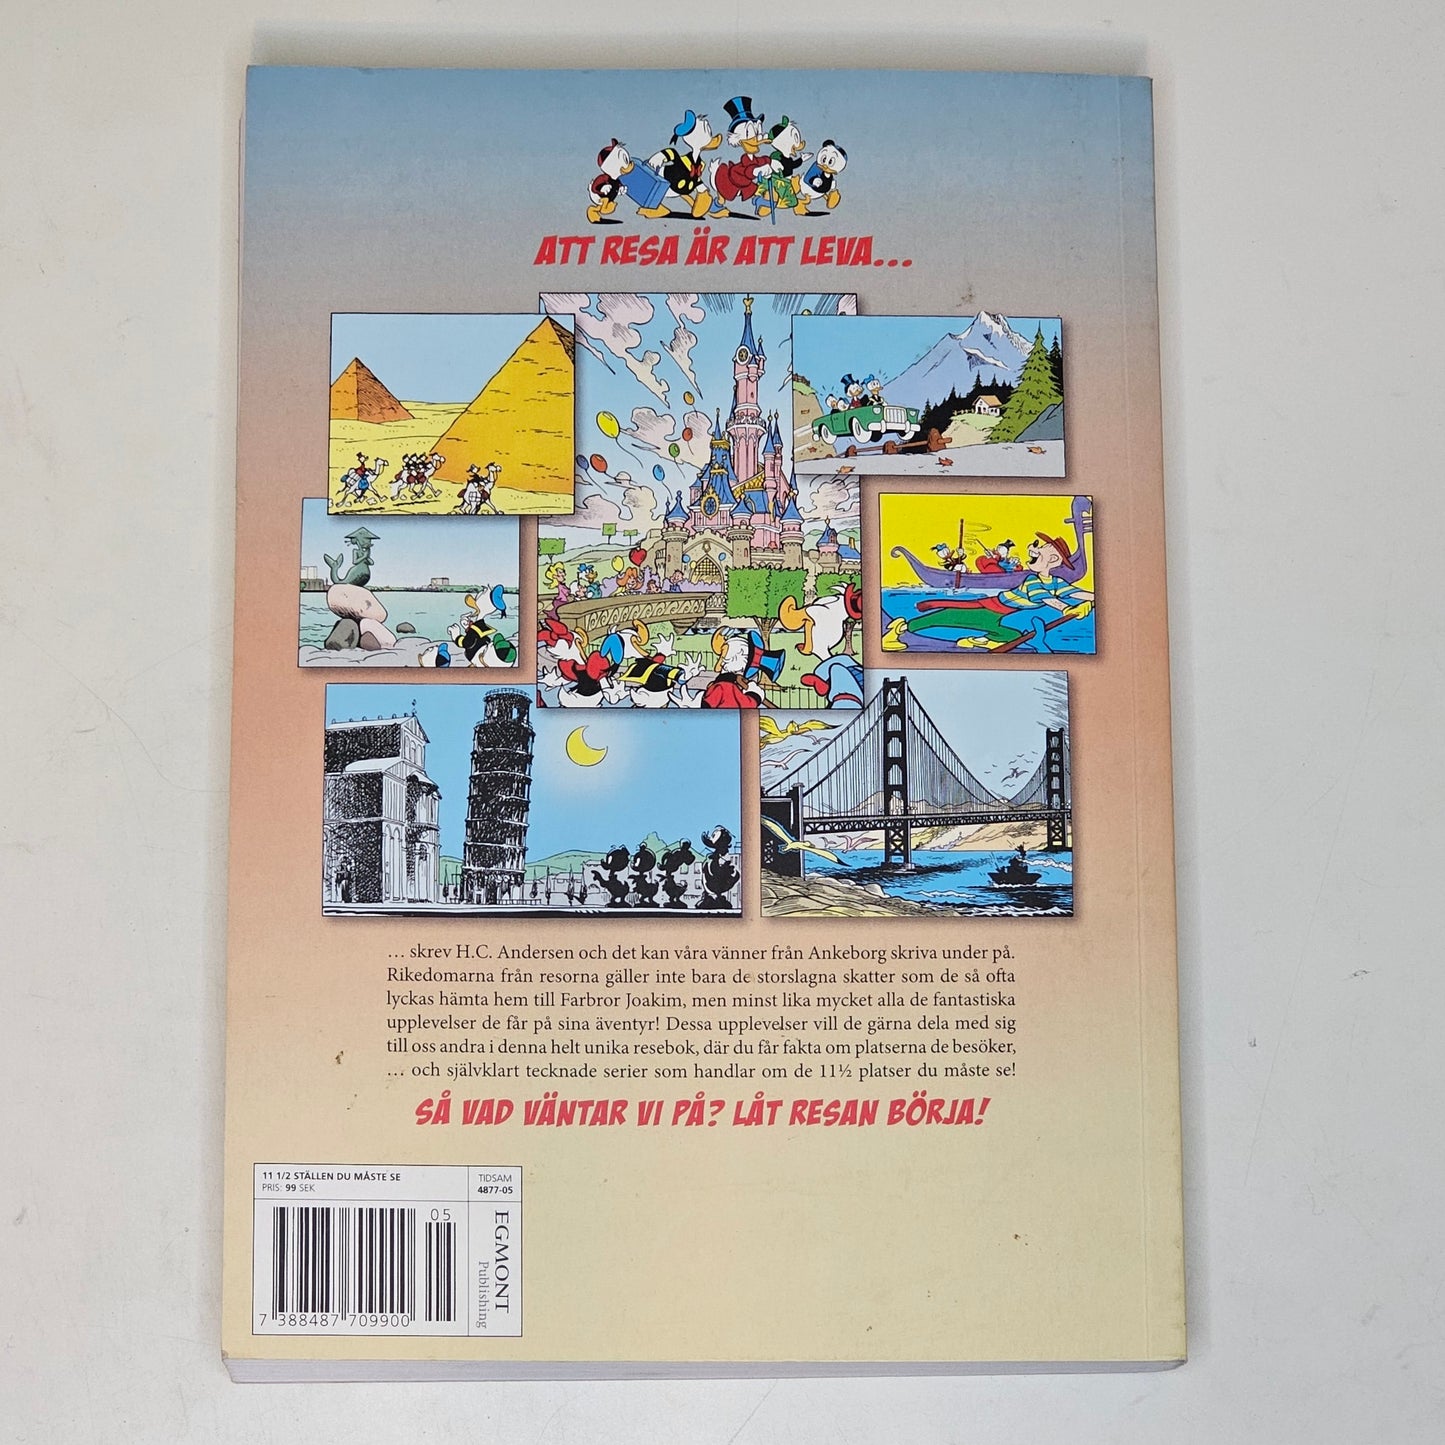 ATT RESA ÄR ATT LEVA...
... skrev H.C. Andersen och det kan våra vänner från Ankeborg skriva under på.
Rikedomarna från resorna gäller inte bara de storslagna skatter som de så ofta
lyckas hämta hem till Farbror Joakim, men minst lika mycket alla de fantastiska
upplevelser de får på sina äventyr! Dessa upplevelser vill de gärna dela med sig
till oss andra i denna helt unika resebok, där du får fakta om platserna de besöker,
... och självklart tecknade serier som handlar om de 11½ platser du måste se!
SÅ VAD VÄNTAR VI PÅ? LÅT RESAN BÖRJA!
11 1/2 STÄLLEN DU MÅSTE SE
PRIS: 99 SEK
TIDSAM
4877-05
05
7 388487 709900
EGMONT
Publishing